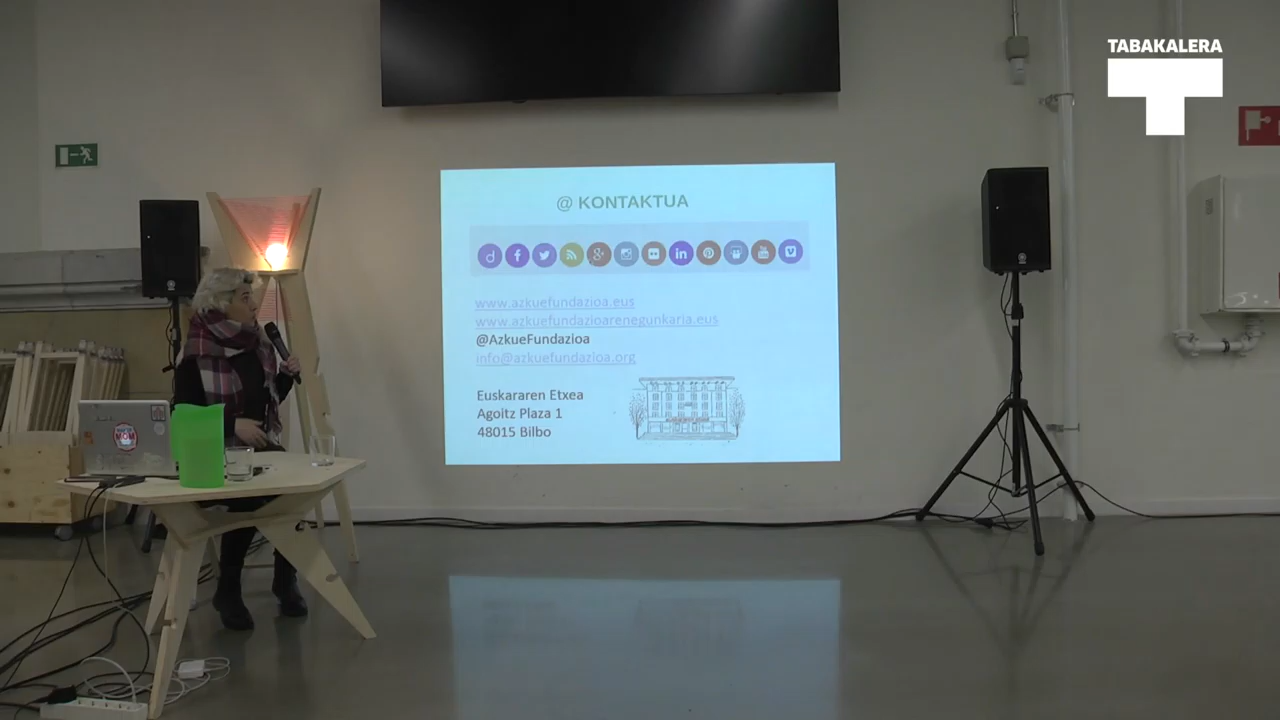 TABAKALERA
@ KONTAKTUA
www.azkuefundazioa.eus
www.azkuefundazioarenegunkaria.eus
@AzkueFundazioa
info@azkuefundazioa.org
Euskararen Etxea
Agoitz Plaza 1
48015 Bilbo